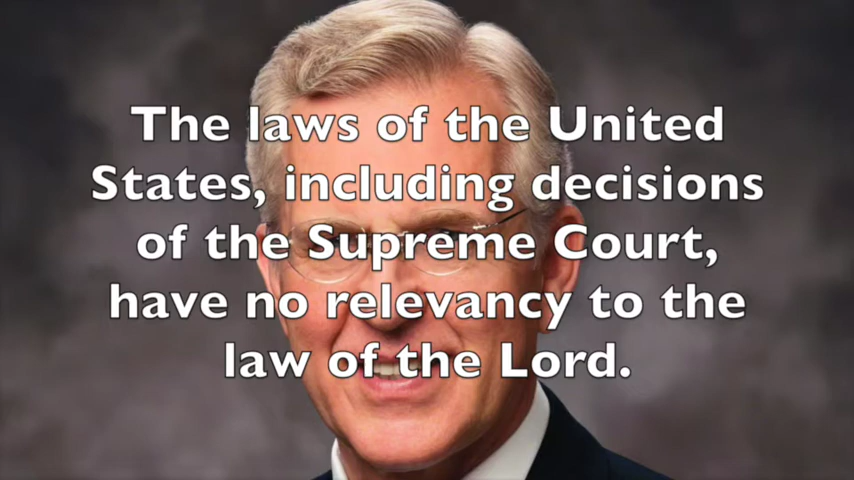 The laws of the United
States, including decisions
of the Supreme Court,
have no relevancy to the
law of the Lord.